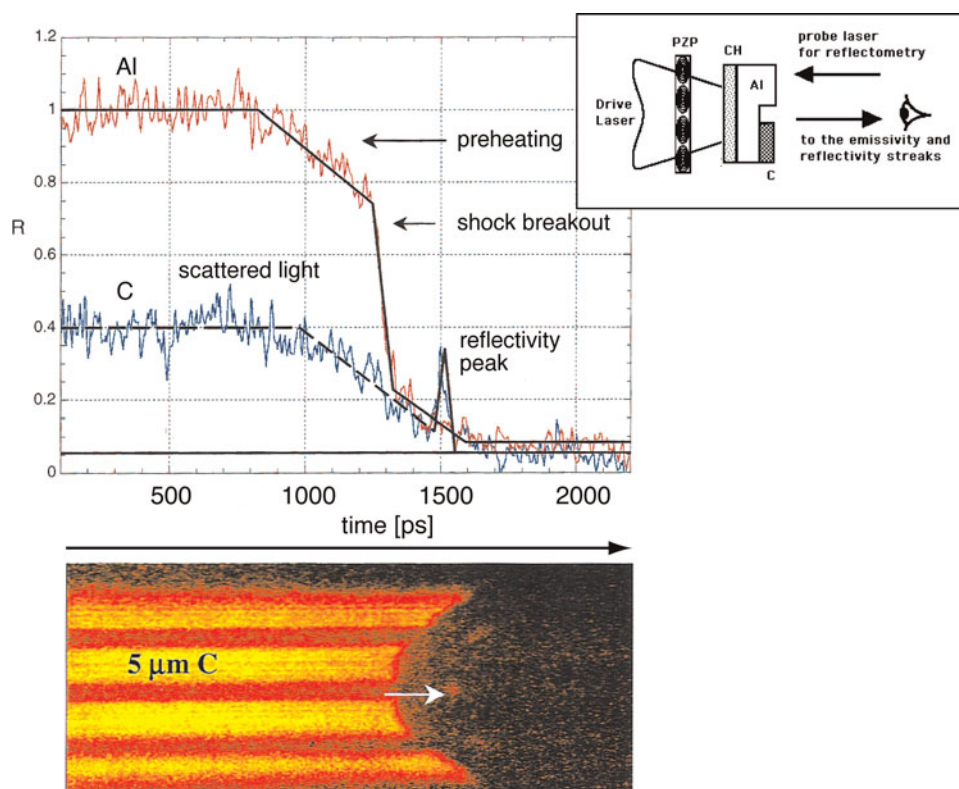 1.2
Al
1
preheating
0.8
shock breakout
R
0.6
scattered light
C
0.4
reflectivity
peak
0.2
0
500
1000
1500
2000
time [ps]
PZP
CH
probe laser
for reflectometry
Al
Drive
Laser
to the emissivity and
reflectivity streaks
C
5 µm C